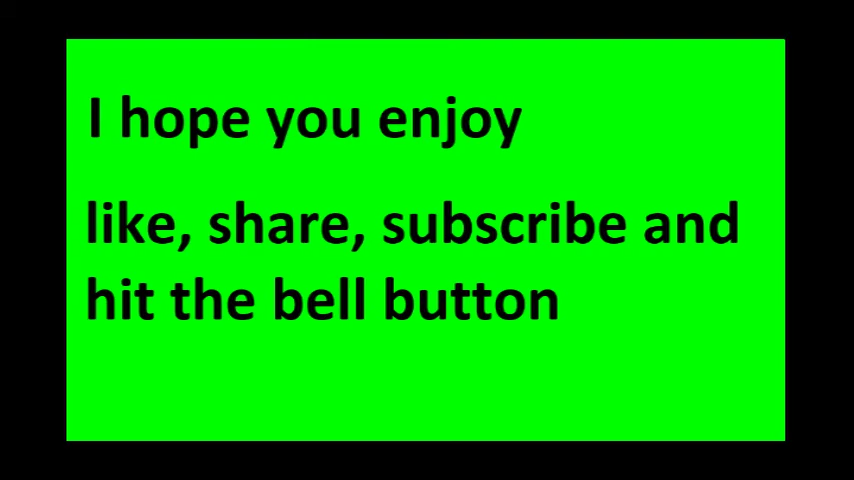 I hope you enjoy
like, share, subscribe and
hit the bell button